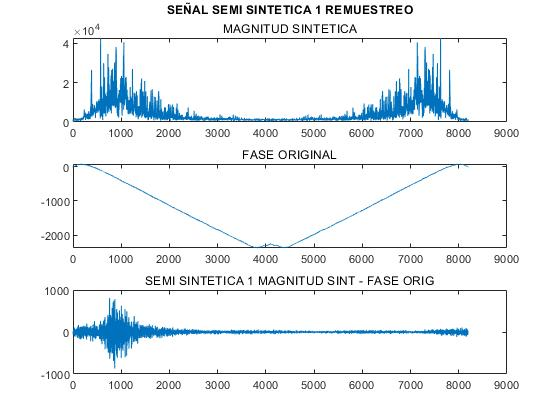 SEÑAL SEMI SINTETICA 1 REMUESTREO
MAGNITUD SINTETICA
×10⁴
4
2
0
0 1000 2000 3000 4000 5000 6000 7000 8000 9000
FASE ORIGINAL
0
-1000
-2000
0 1000 2000 3000 4000 5000 6000 7000 8000 9000
SEMI SINTETICA 1 MAGNITUD SINT - FASE ORIG
1000
0
-1000
0 1000 2000 3000 4000 5000 6000 7000 8000 9000